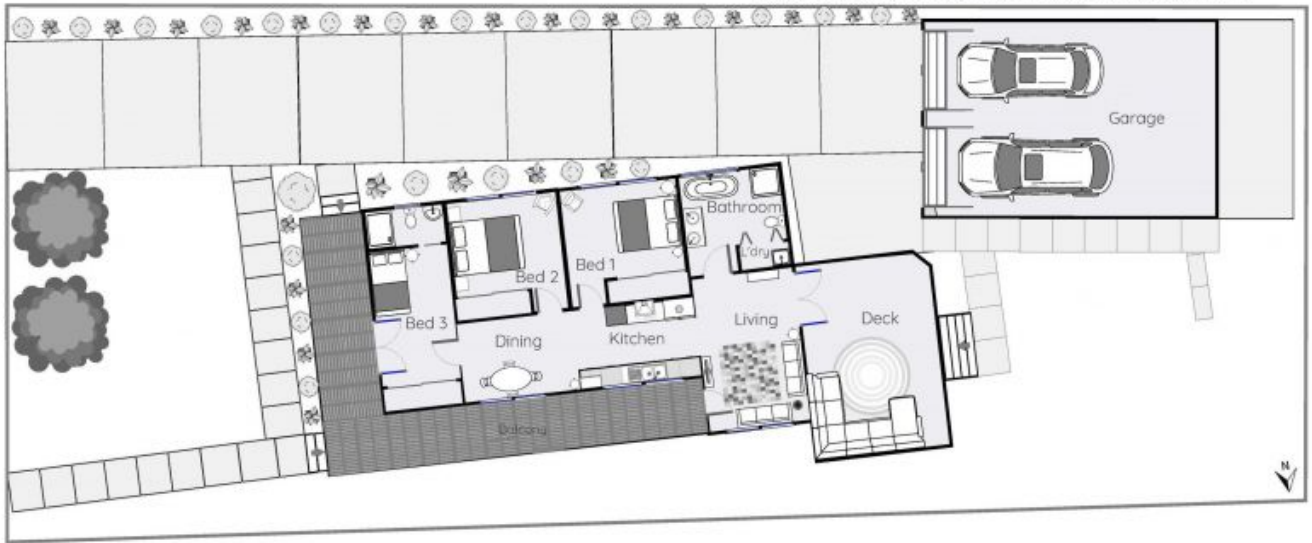 Garage
Bathroom
L'dry
Bed 1
Bed 2
Bed 3
Living
Deck
Kitchen
Dining
Balcony
N